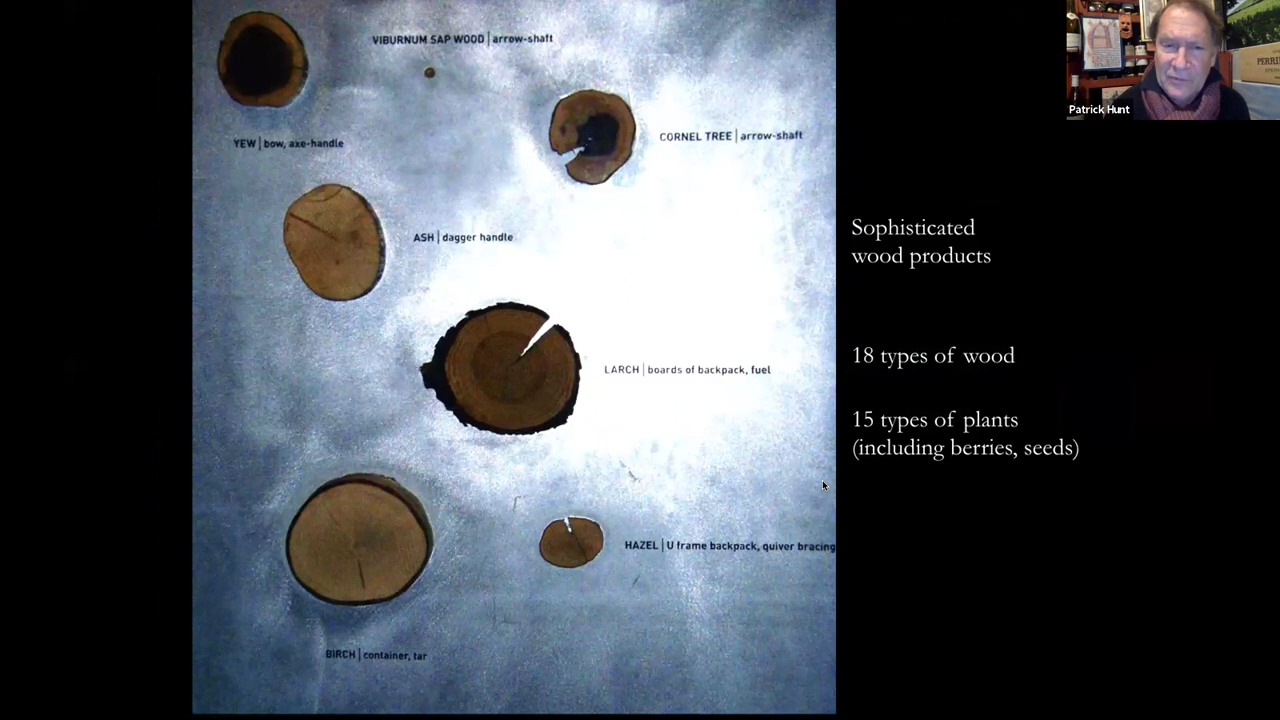 VIBURNUM SAP WOOD | arrow-shaft
YEW | bow, axe-handle
CORNEL TREE | arrow-shaft
ASH | dagger handle
LARCH | boards of backpack, fuel
HAZEL | U frame backpack, quiver bracing
BIRCH | container, tar
Sophisticated
wood products
18 types of wood
15 types of plants
(including berries, seeds)
Patrick Hunt